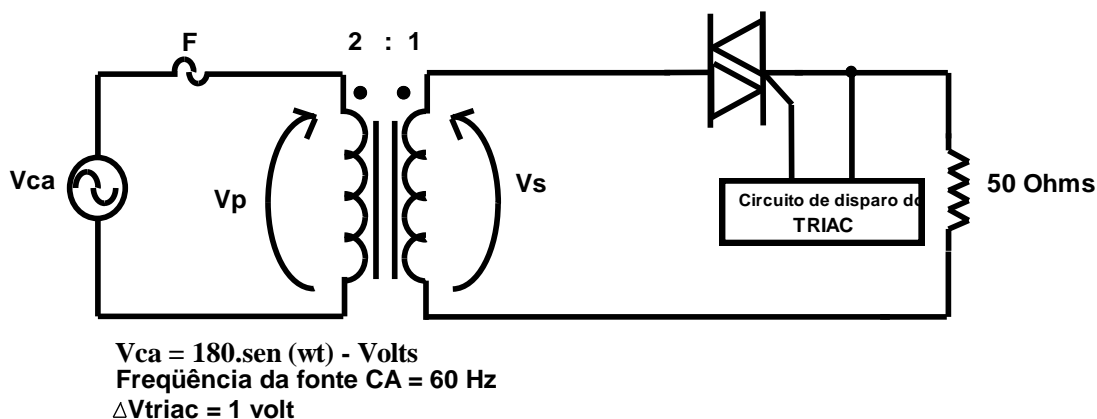 F
2 : 1
Vca
Vp
Vs
Circuito de disparo do
TRIAC
50 Ohms
Vca = 180.sen (wt) - Volts
Freqüência da fonte CA = 60 Hz
△Vtriac = 1 volt